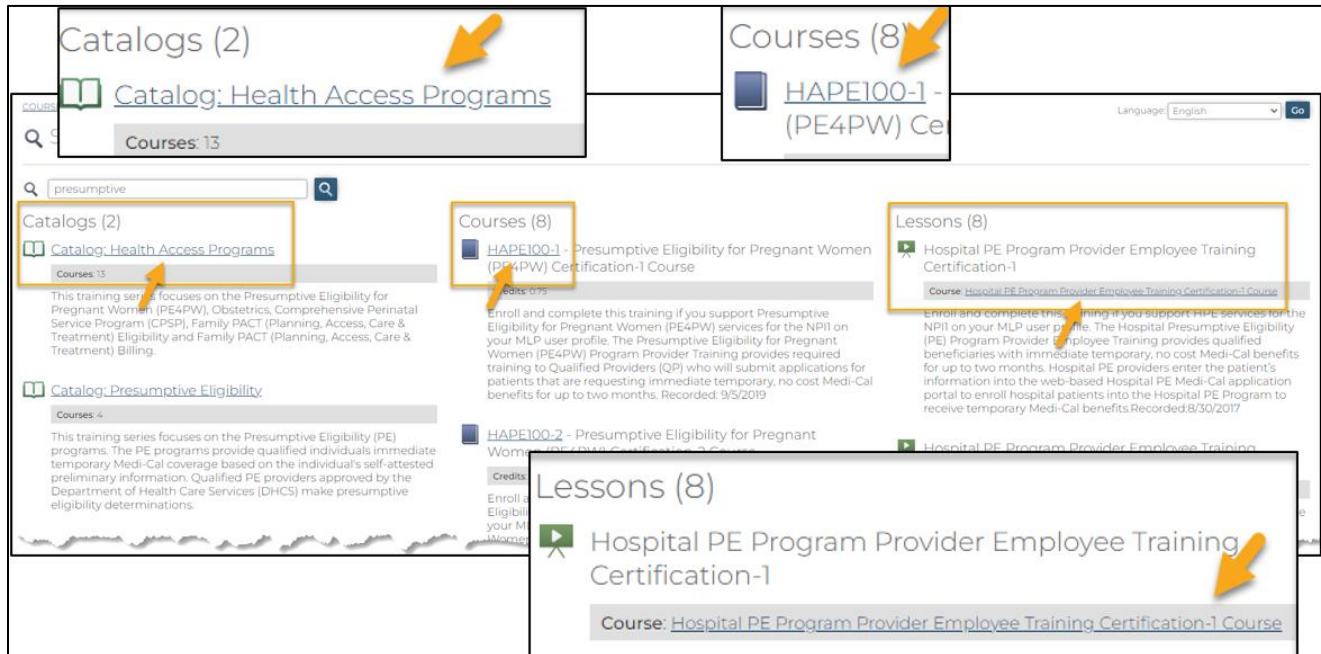 Catalogs (2)
Catalog: Health Access Programs
Courses: 13
Courses (8)
HAPE100-1 -
(PE4PW) Cer
COURS
S
Language: English
Go
presumptive
Catalogs (2)
Catalog: Health Access Programs
Courses: 13
This training series focuses on the Presumptive Eligibility for
Pregnant Women (PE4PW), Obstetrics, Comprehensive Perinatal
Service Program (CPSP), Family PACT (Planning, Access, Care &
Treatment) Eligibility and Family PACT (Planning, Access, Care &
Treatment) Billing.
Catalog: Presumptive Eligibility
Courses: 4
This training series focuses on the Presumptive Eligibility (PE)
programs. The PE programs provide qualified individuals immediate
temporary Medi-Cal coverage based on the individual's self-attested
preliminary information. Qualified PE providers approved by the
Department of Health Care Services (DHCS) make presumptive
eligibility determinations.
Courses (8)
HAPE100-1 - Presumptive Eligibility for Pregnant Women
(PE4PW) Certification-1 Course
Credits: 0.75
Enroll and complete this training if you support Presumptive
Eligibility for Pregnant Women (PE4PW) services for the NPI1 on
your MLP user profile. The Presumptive Eligibility for Pregnant
Women (PE4PW) Program Provider Training provides required
training to Qualified Providers (QP) who will submit applications for
patients that are requesting immediate temporary, no cost Medi-Cal
benefits for up to two months. Recorded: 9/5/2019
HAPE100-2 - Presumptive Eligibility for Pregnant
Women (PE4PW) Certification-2 Course
Credits:
Enroll a
Eligibili
your ML
Women
Lessons (8)
Hospital PE Program Provider Employee Training
Certification-1
Course: Hospital PE Program Provider Employee Training Certification-1 Course
Enroll and complete this training if you support HPE services for the
NPI1 on your MLP user profile. The Hospital Presumptive Eligibility
(PE) Program Provider Employee Training provides qualified
beneficiaries with immediate temporary, no cost Medi-Cal benefits
for up to two months. Hospital PE providers enter the patient's
information into the web-based Hospital PE Medi-Cal application
portal to enroll hospital patients into the Hospital PE Program to
receive temporary Medi-Cal benefits.Recorded:8/30/2017
Hospital PE Program Provider Employee Training
Lessons (8)
Hospital PE Program Provider Employee Training
Certification-1
Course: Hospital PE Program Provider Employee Training Certification-1 Course